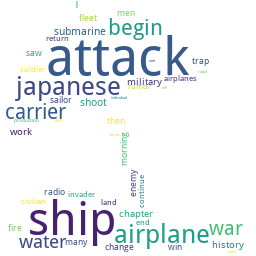 I
men
fleet
begin
submarine
return
attack
saw
trap
soldier
military
airplanes
japanese
rumor
sailor
shoot
carrier
then
work
morning
enemy
continue
radio
invader
civilian
land
ship
chapter
end
fire
airplane
war
water
many
change
win
history